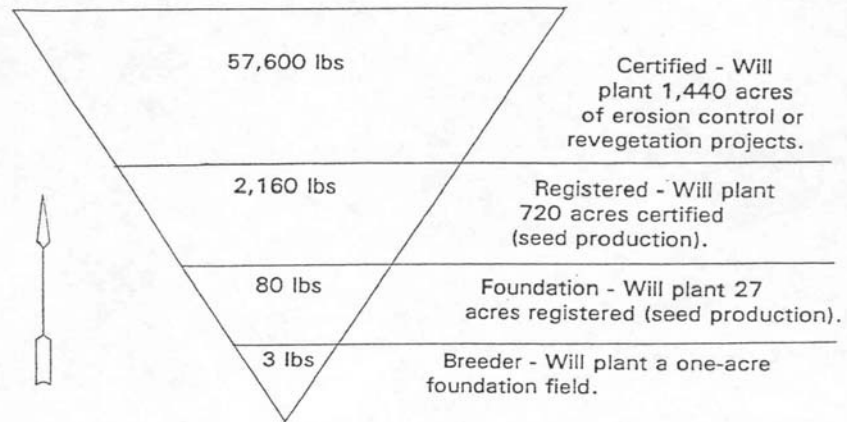 57,600 lbs
Certified - Will
plant 1,440 acres
of erosion control or
revegetation projects.
2,160 lbs
Registered - Will plant
720 acres certified
(seed production).
80 lbs
Foundation - Will plant 27
acres registered (seed production).
3 lbs
Breeder - Will plant a one-acre
foundation field.